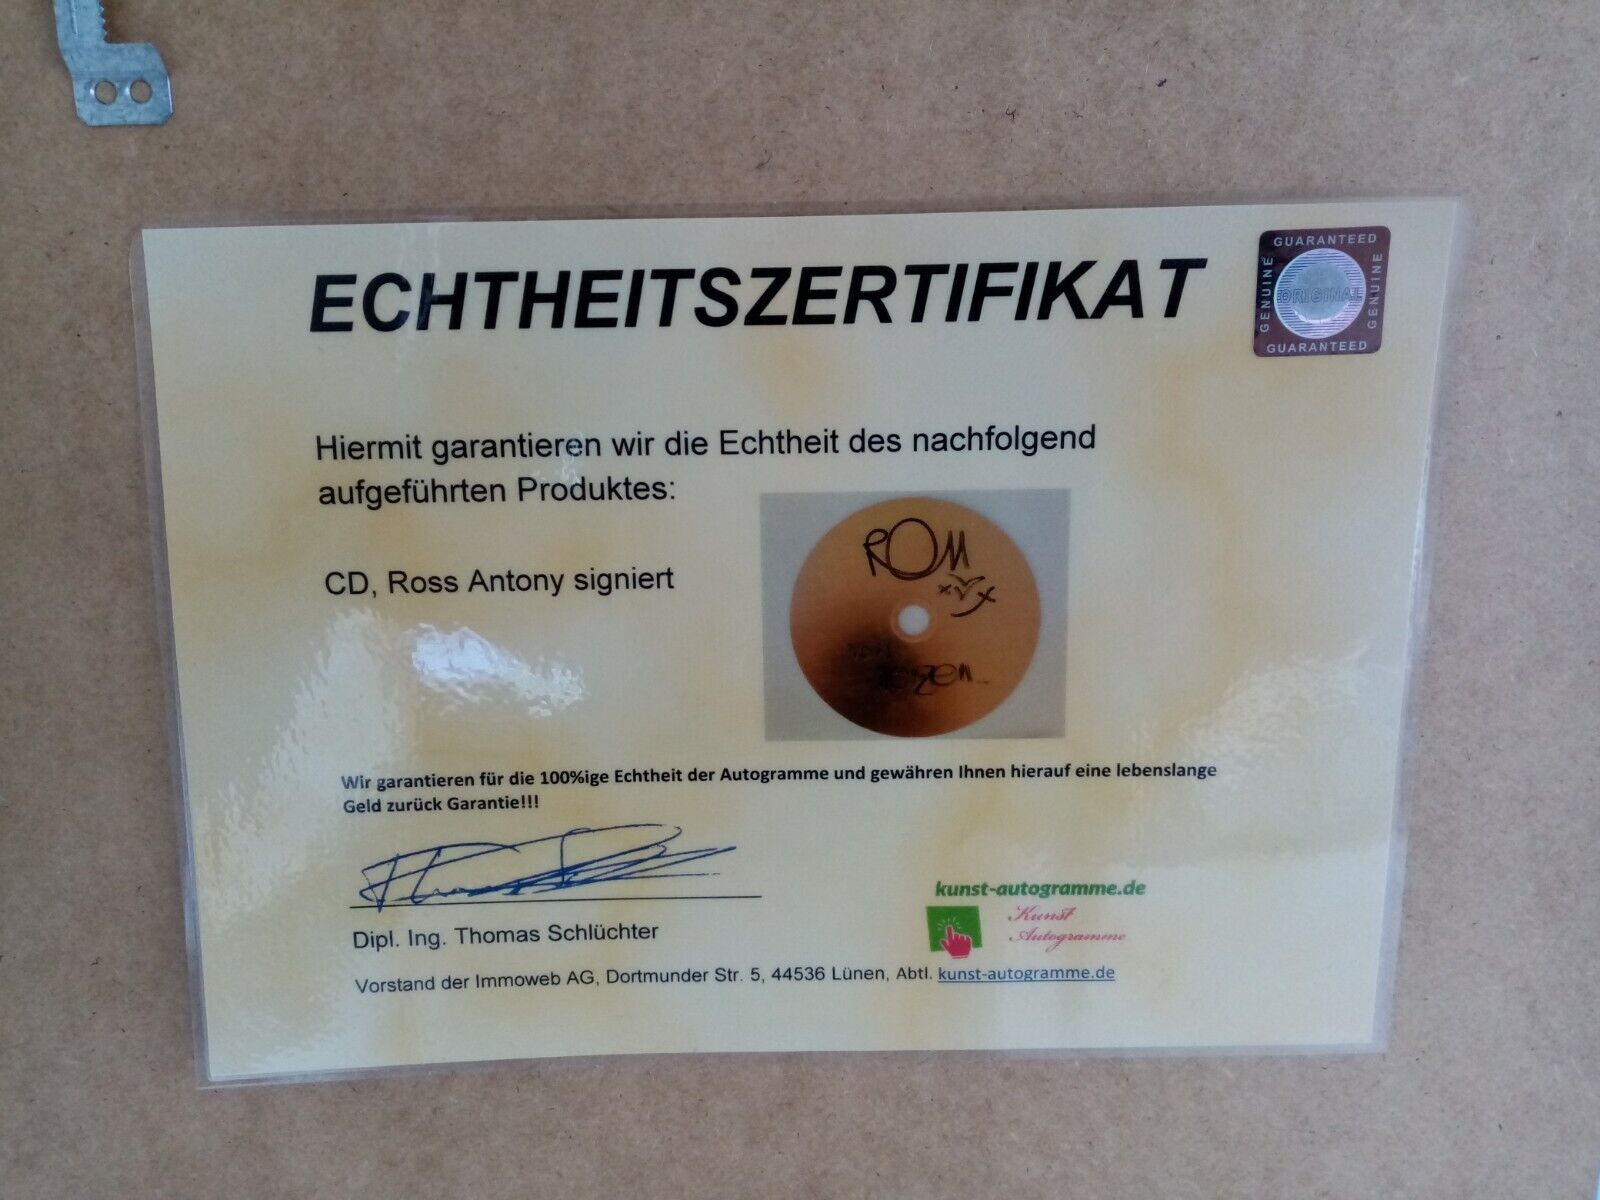 ECHTHEITSZERTIFIKAT
GUARANTEED
GENUINE
ORIGINAL
GENUINE
GUARANTEED
Hiermit garantieren wir die Echtheit des nachfolgend
aufgeführten Produktes:
CD, Ross Antony signiert
Wir garantieren für die 100%ige Echtheit der Autogramme und gewähren Ihnen hierauf eine lebenslange
Geld zurück Garantie!!!
kunst-autogramme.de
Kunst
Autogramme
Dipl. Ing. Thomas Schlüchter
Vorstand der Immoweb AG, Dortmunder Str. 5, 44536 Lünen, Abtl. kunst-autogramme.de